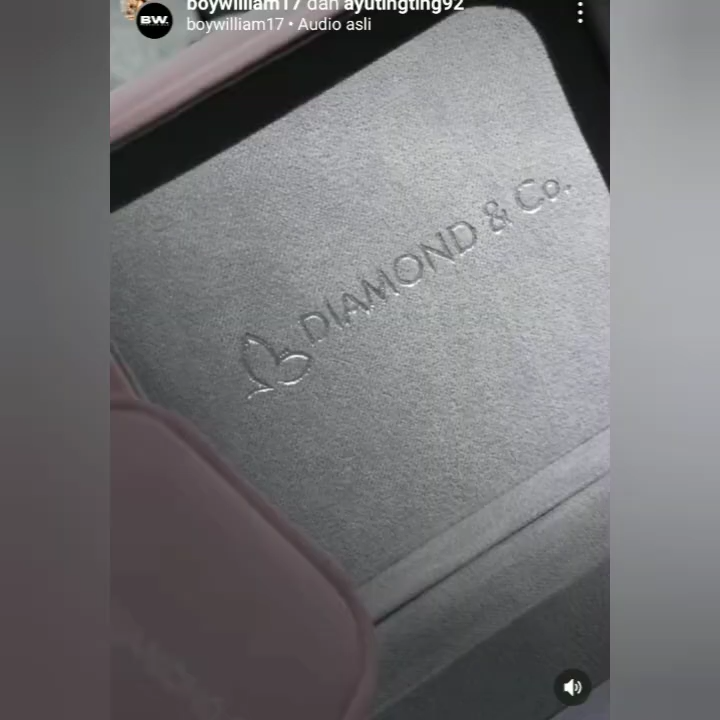 boywilliam17 dan ayutingting92
boywilliam17 • Audio asli
BW.
DIAMOND & Co.